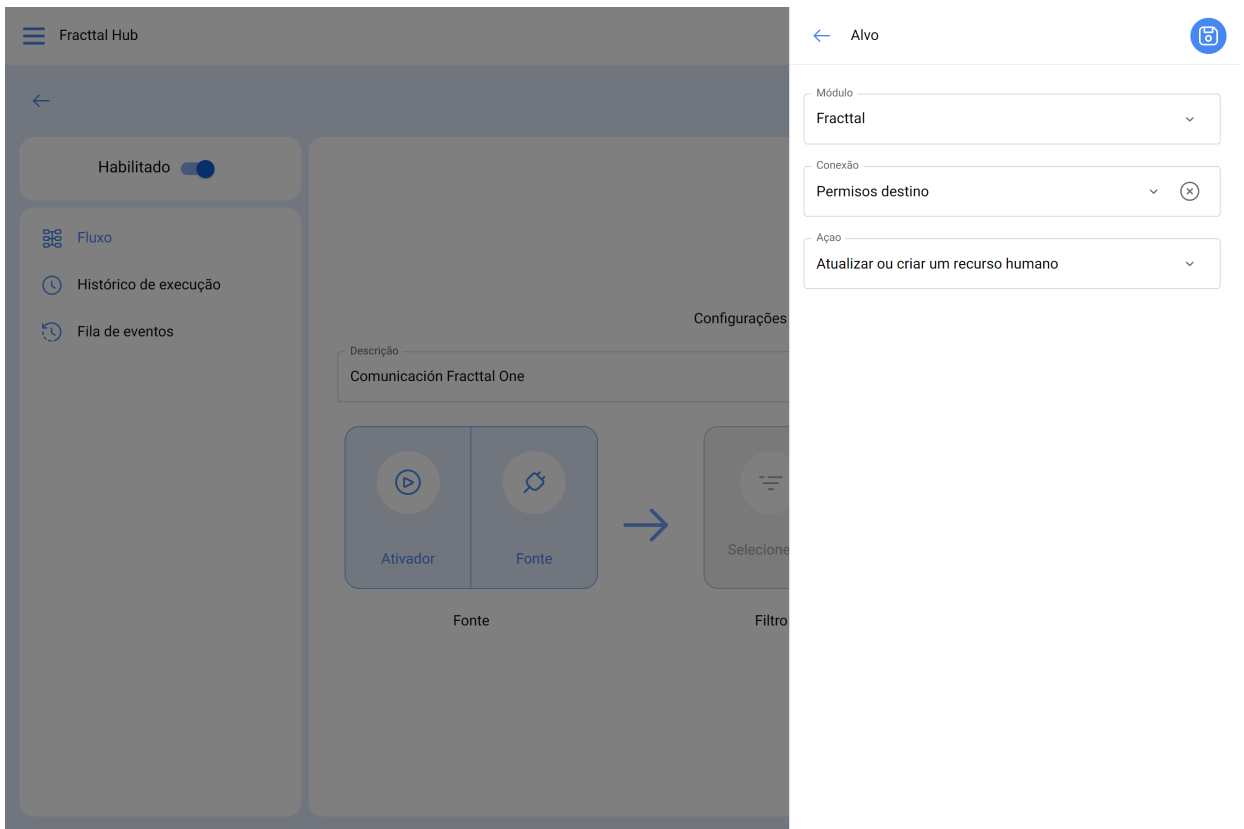 Fracttal Hub
Habilitado
Fluxo
Histórico de execução
Fila de eventos
Configurações
Descrição
Comunicación Fracttal One
Ativador
Fonte
Selecione
Fonte
Filtro
Alvo
Módulo
Fracttal
Conexão
Permisos destino
Açao
Atualizar ou criar um recurso humano